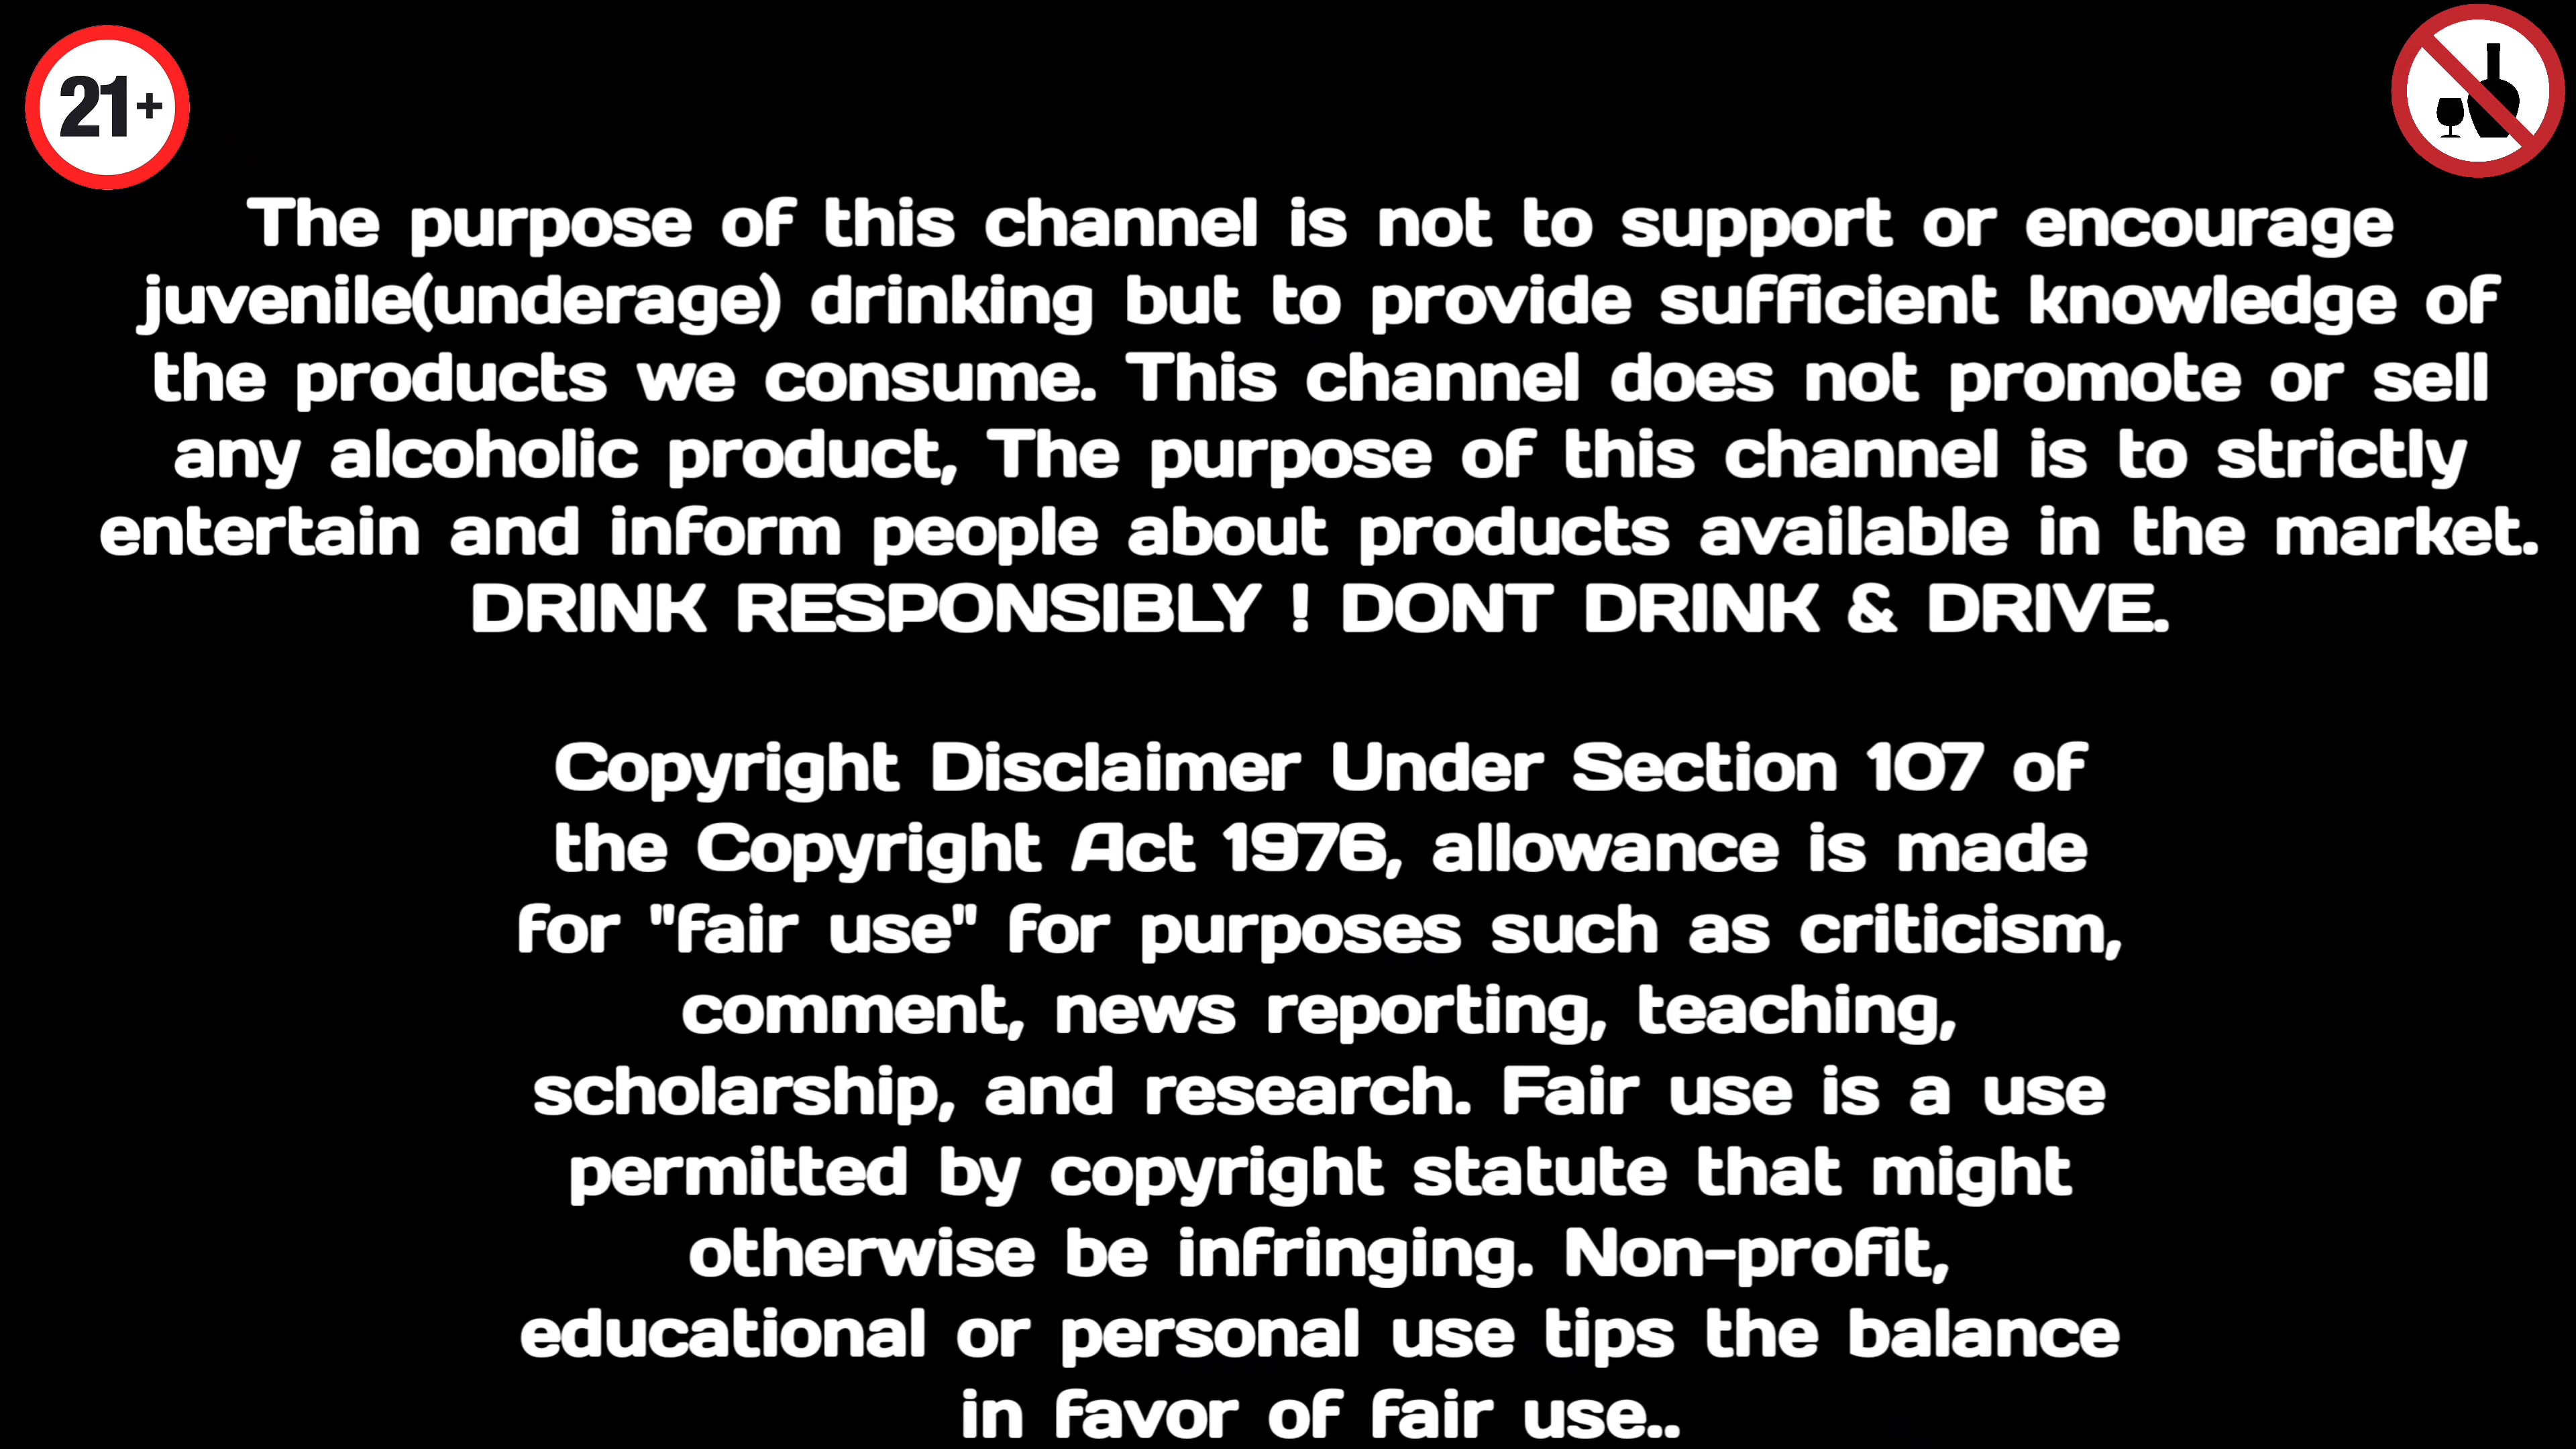 21+
The purpose of this channel is not to support or encourage
juvenile(underage) drinking but to provide sufficient knowledge of
the products we consume. This channel does not promote or sell
any alcoholic product, The purpose of this channel is to strictly
entertain and inform people about products available in the market.
DRINK RESPONSIBLY ! DONT DRINK & DRIVE.
Copyright Disclaimer Under Section 107 of
the Copyright Act 1976, allowance is made
for "fair use" for purposes such as criticism,
comment, news reporting, teaching,
scholarship, and research. Fair use is a use
permitted by copyright statute that might
otherwise be infringing. Non-profit,
educational or personal use tips the balance
in favor of fair use..